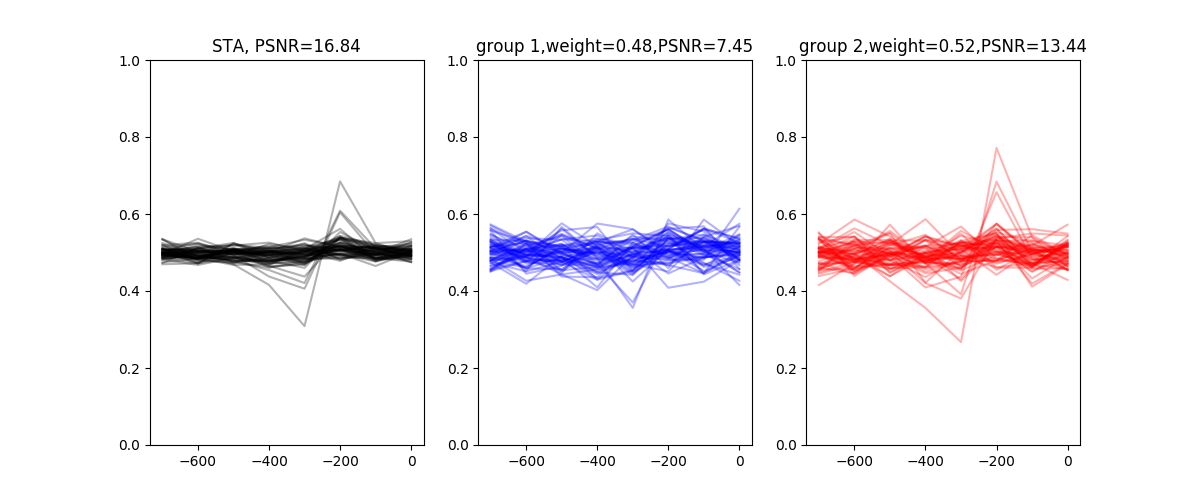 STA, PSNR=16.84
group 1,weight=0.48,PSNR=7.45
group 2,weight=0.52,PSNR=13.44
1.0 1.0 1.0
0.8 0.8 0.8
0.6 0.6 0.6
0.4 0.4 0.4
0.2 0.2 0.2
0.0 0.0 0.0
−600 −400 −200 0 −600 −400 −200 0 −600 −400 −200 0